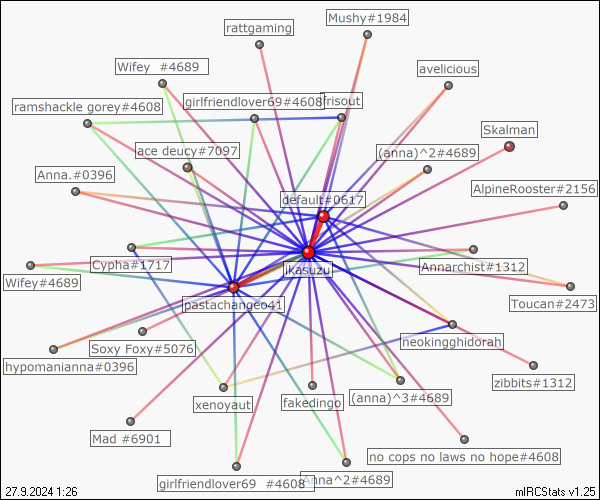 Mushy#1984
rattgaming
Wifey #4689
avelicious
girlfriendlover69#4608
frisout
ramshackle gorey#4608
Skalman
ace deucy#7097
(anna)^2#4689
Anna.#0396
AlpineRooster#2156
default#0617
Cypha#1717
ikasuzu
Annarchist#1312
Wifey#4689
pastachangeo41
Toucan#2473
neokingghidorah
Soxy Foxy#5076
hypomanianna#0396
zibbits#1312
xenoyaut
fakedingo
(anna)^3#4689
Mad #6901
no cops no laws no hope#4608
girlfriendlover69 #4608
Anna^2#4689
27.9.2024 1:26
mIRCStats v1.25